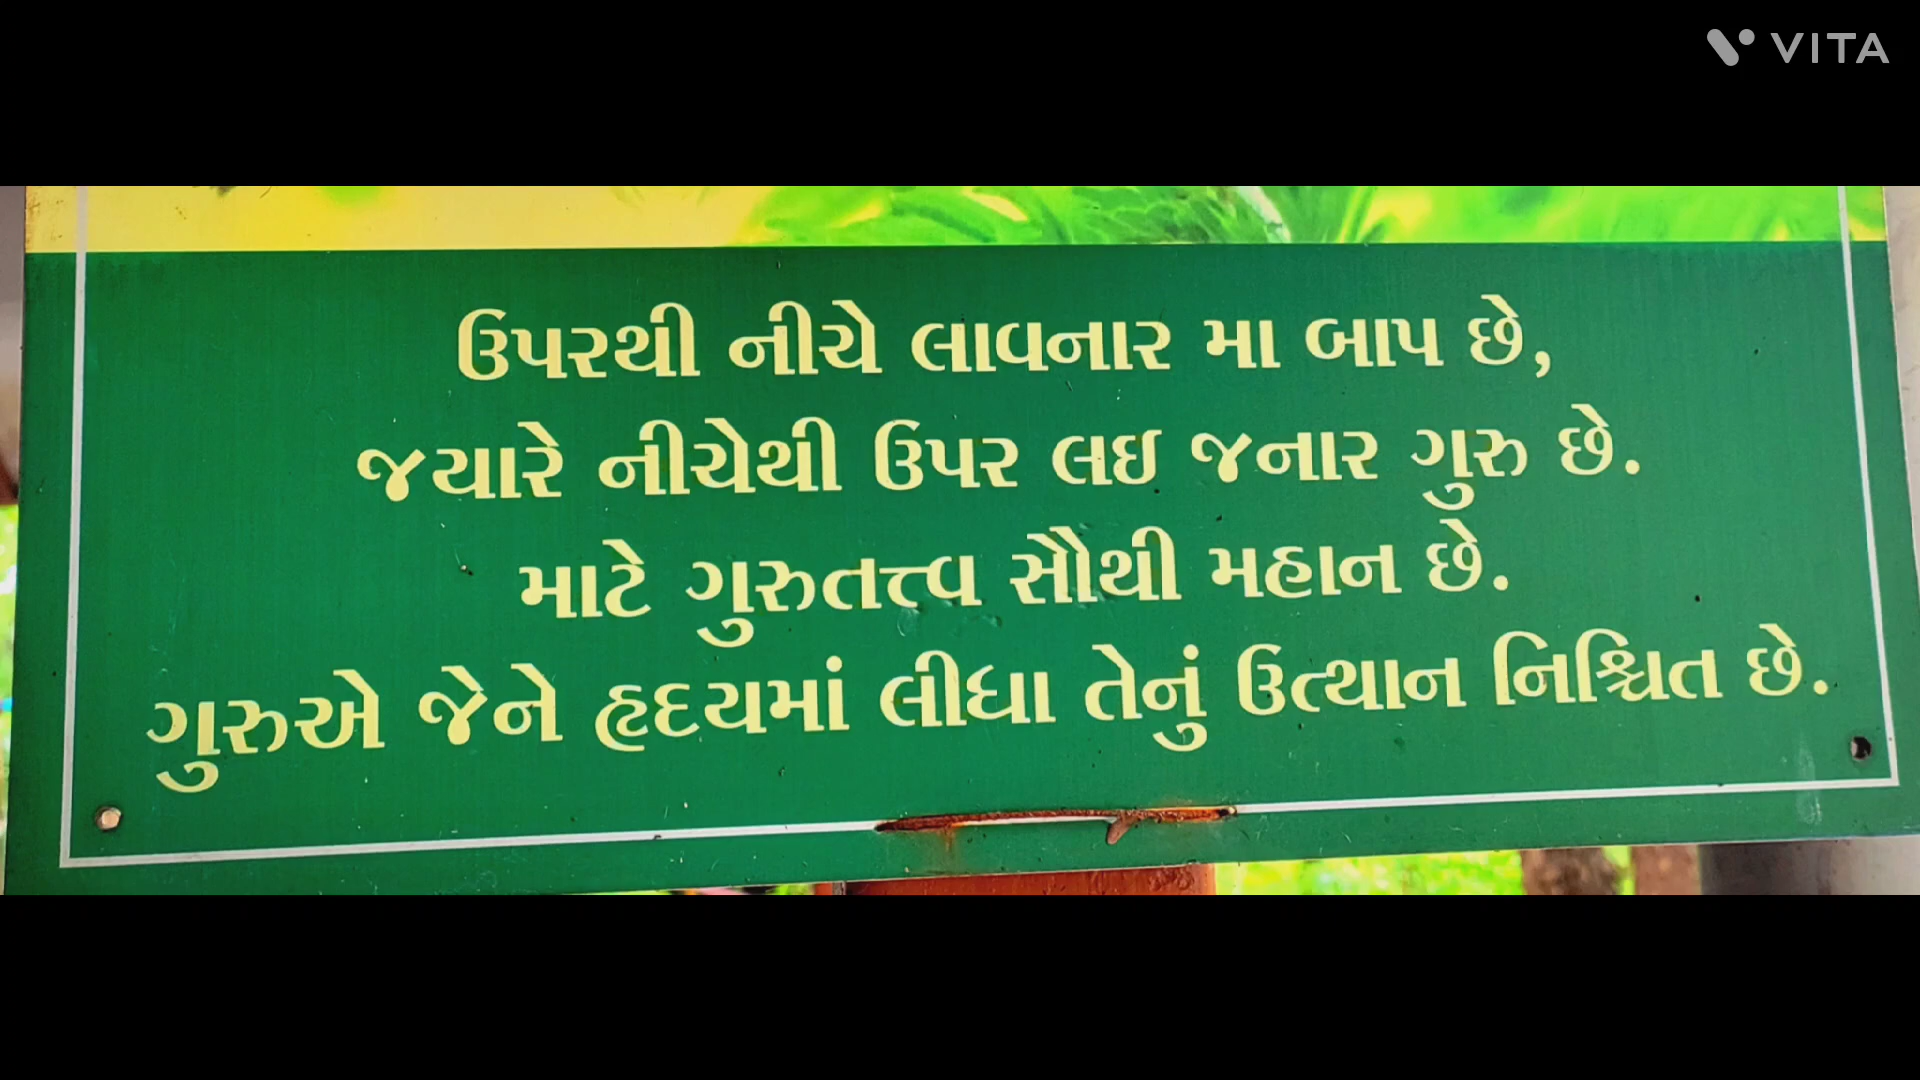 VITA
ઉપરથી નીચે લાવનાર મા બાપ છે,
જયારે નીચેથી ઉપર લઇ જનાર ગુરુ છે.
માટે ગુરુતત્ત્વ સૌથી મહાન છે.
ગુરુએ જેને હૃદયમાં લીધા તેનું ઉત્થાન નિશ્ચિત છે.